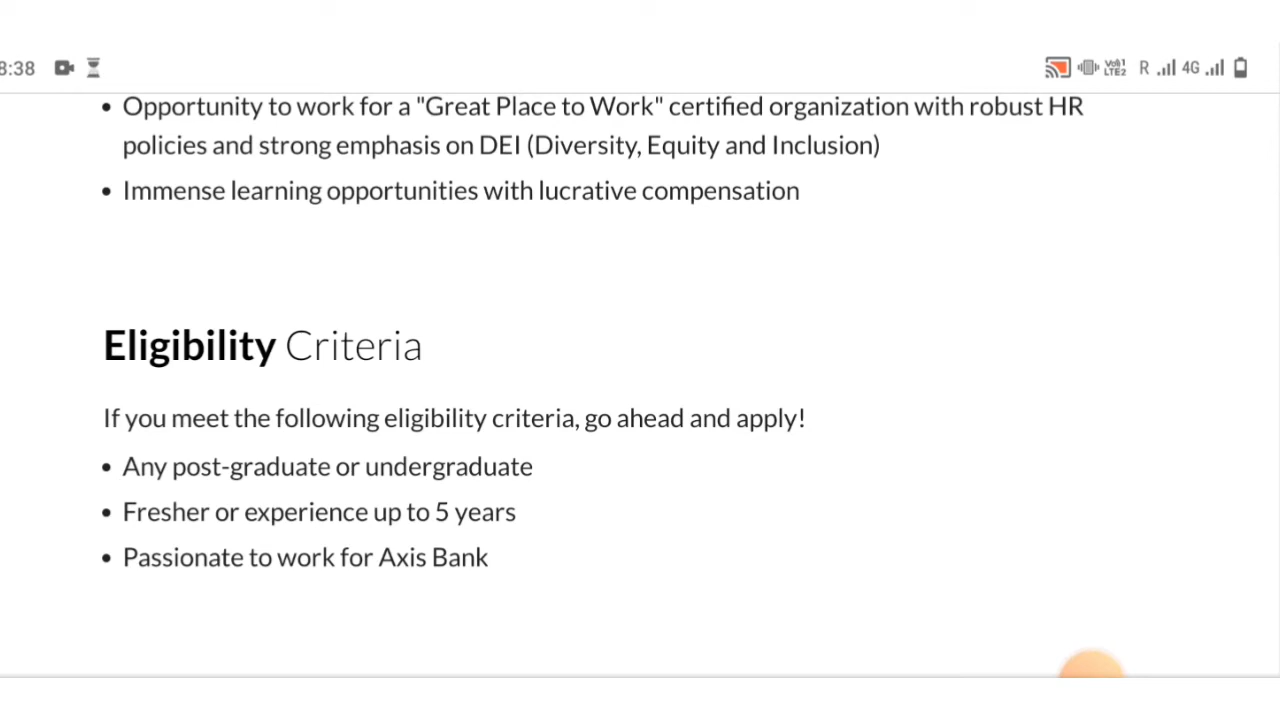 8:38 VoI) LTE2 R 4G
• Opportunity to work for a "Great Place to Work" certified organization with robust HR
policies and strong emphasis on DEI (Diversity, Equity and Inclusion)
• Immense learning opportunities with lucrative compensation
Eligibility Criteria
If you meet the following eligibility criteria, go ahead and apply!
• Any post-graduate or undergraduate
• Fresher or experience up to 5 years
• Passionate to work for Axis Bank